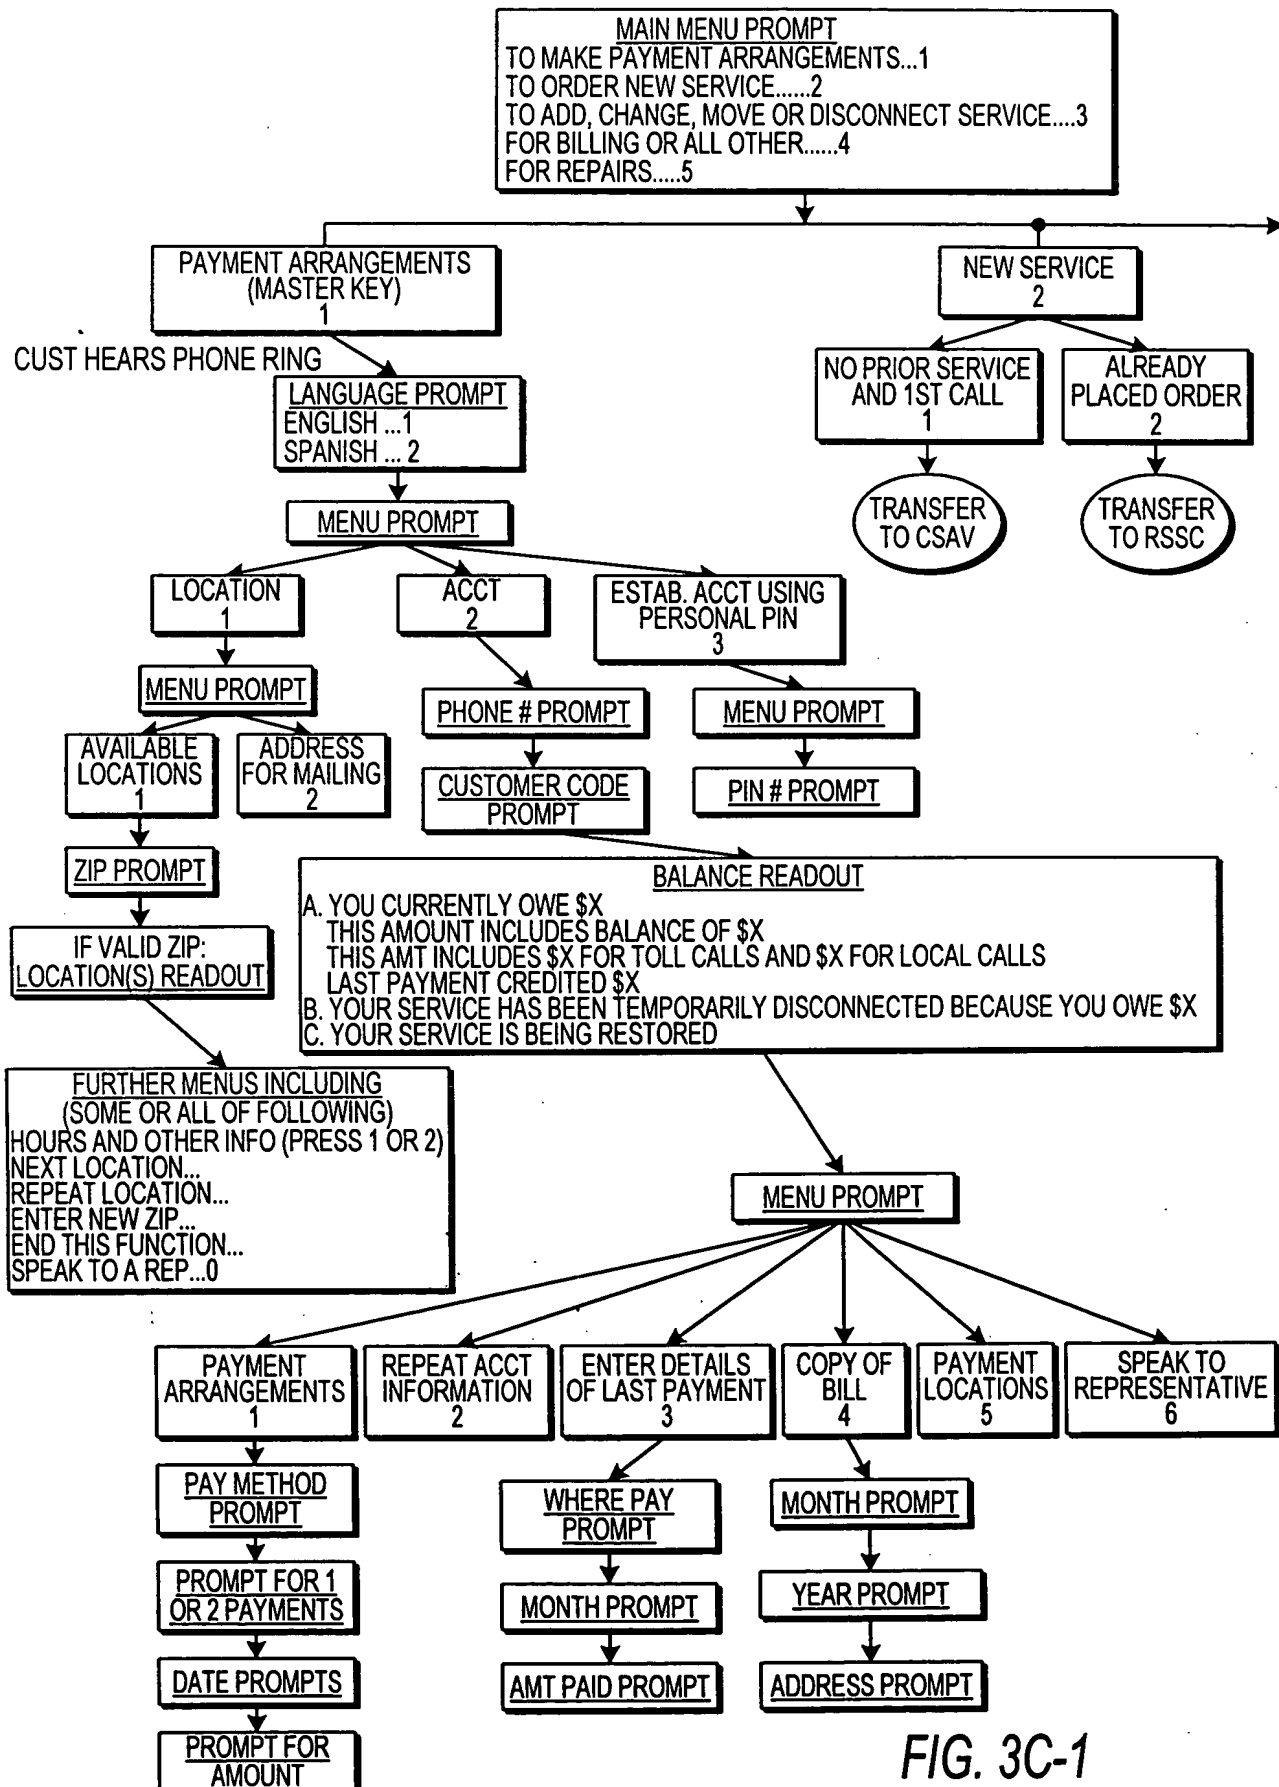 MAIN MENU PROMPT
TO MAKE PAYMENT ARRANGEMENTS...1
TO ORDER NEW SERVICE......2
TO ADD, CHANGE, MOVE OR DISCONNECT SERVICE....3
FOR BILLING OR ALL OTHER......4
FOR REPAIRS.....5
PAYMENT ARRANGEMENTS
(MASTER KEY)
1
NEW SERVICE
2
CUST HEARS PHONE RING
LANGUAGE PROMPT
ENGLISH ...1
SPANISH ... 2
NO PRIOR SERVICE
AND 1ST CALL
1
ALREADY
PLACED ORDER
2
MENU PROMPT
TRANSFER
TO CSAV
TRANSFER
TO RSSC
LOCATION
1
ACCT
2
ESTAB. ACCT USING
PERSONAL PIN
3
MENU PROMPT
PHONE # PROMPT
MENU PROMPT
AVAILABLE
LOCATIONS
1
ADDRESS
FOR MAILING
2
CUSTOMER CODE
PROMPT
PIN # PROMPT
ZIP PROMPT
IF VALID ZIP:
LOCATION(S) READOUT
BALANCE READOUT
A. YOU CURRENTLY OWE $X
THIS AMOUNT INCLUDES BALANCE OF $X
THIS AMT INCLUDES $X FOR TOLL CALLS AND $X FOR LOCAL CALLS
LAST PAYMENT CREDITED $X
B. YOUR SERVICE HAS BEEN TEMPORARILY DISCONNECTED BECAUSE YOU OWE $X
C. YOUR SERVICE IS BEING RESTORED
FURTHER MENUS INCLUDING
(SOME OR ALL OF FOLLOWING)
HOURS AND OTHER INFO (PRESS 1 OR 2)
NEXT LOCATION...
REPEAT LOCATION...
ENTER NEW ZIP...
END THIS FUNCTION...
SPEAK TO A REP...0
MENU PROMPT
PAYMENT
ARRANGEMENTS
1
REPEAT ACCT
INFORMATION
2
ENTER DETAILS
OF LAST PAYMENT
3
COPY OF
BILL
4
PAYMENT
LOCATIONS
5
SPEAK TO
REPRESENTATIVE
6
PAY METHOD
PROMPT
WHERE PAY
PROMPT
MONTH PROMPT
PROMPT FOR 1
OR 2 PAYMENTS
MONTH PROMPT
YEAR PROMPT
DATE PROMPTS
AMT PAID PROMPT
ADDRESS PROMPT
PROMPT FOR
AMOUNT
FIG. 3C-1